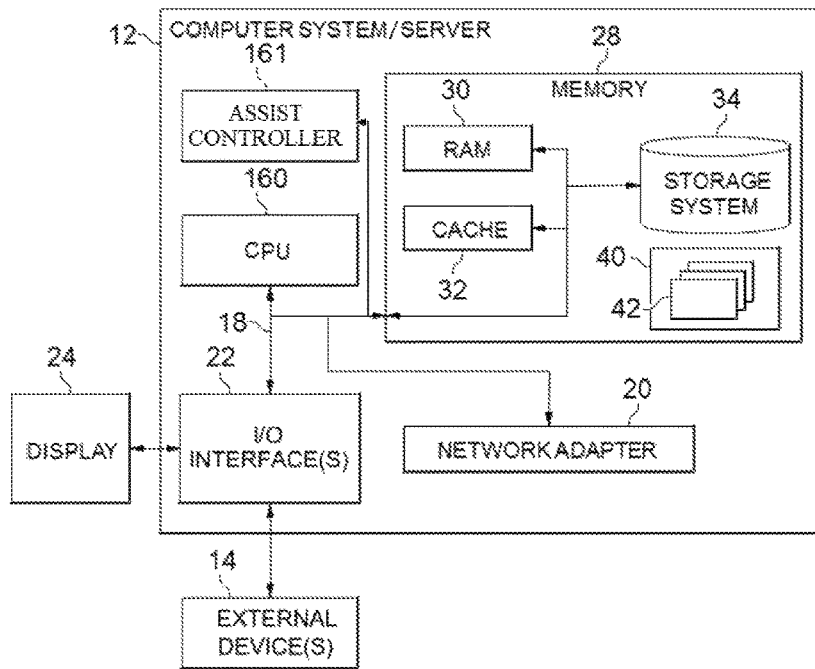 12
COMPUTER SYSTEM/SERVER
161
ASSIST
CONTROLLER
160
CPU
18
22
I/O
INTERFACE(S)
24
DISPLAY
14
EXTERNAL
DEVICE(S)
28
MEMORY
30
RAM
CACHE
32
34
STORAGE
SYSTEM
40
42
20
NETWORK ADAPTER